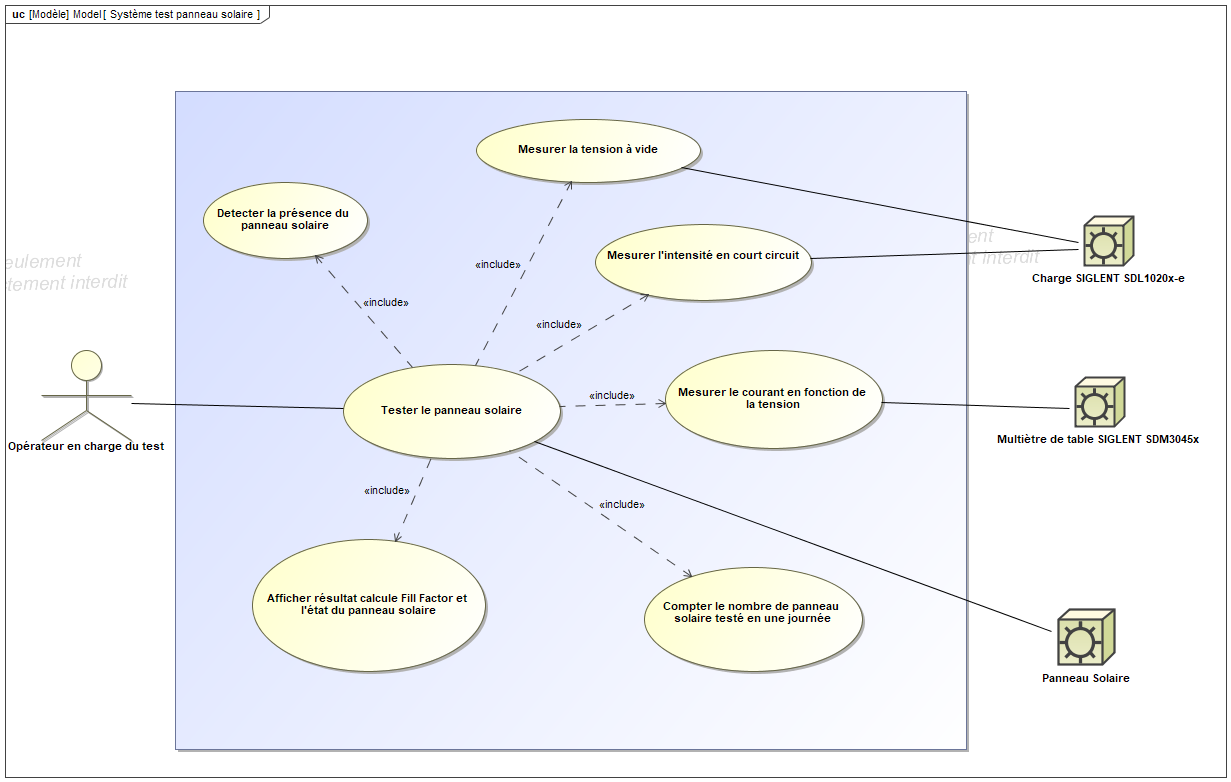 uc [Modèle] Model[ Système test panneau solaire ]
Mesurer la tension à vide
Detecter la présence du
panneau solaire
Mesurer l'intensité en court circuit
«include»
«include»
«include»
Charge SIGLENT SDL1020x-e
eulement
tement interdit
ent
nt interdit
Mesurer le courant en fonction de
la tension
«include»
Tester le panneau solaire
Opérateur en charge du test
Multiètre de table SIGLENT SDM3045x
«include»
«include»
Afficher résultat calcule Fill Factor et
l'état du panneau solaire
Compter le nombre de panneau
solaire testé en une journée
Panneau Solaire